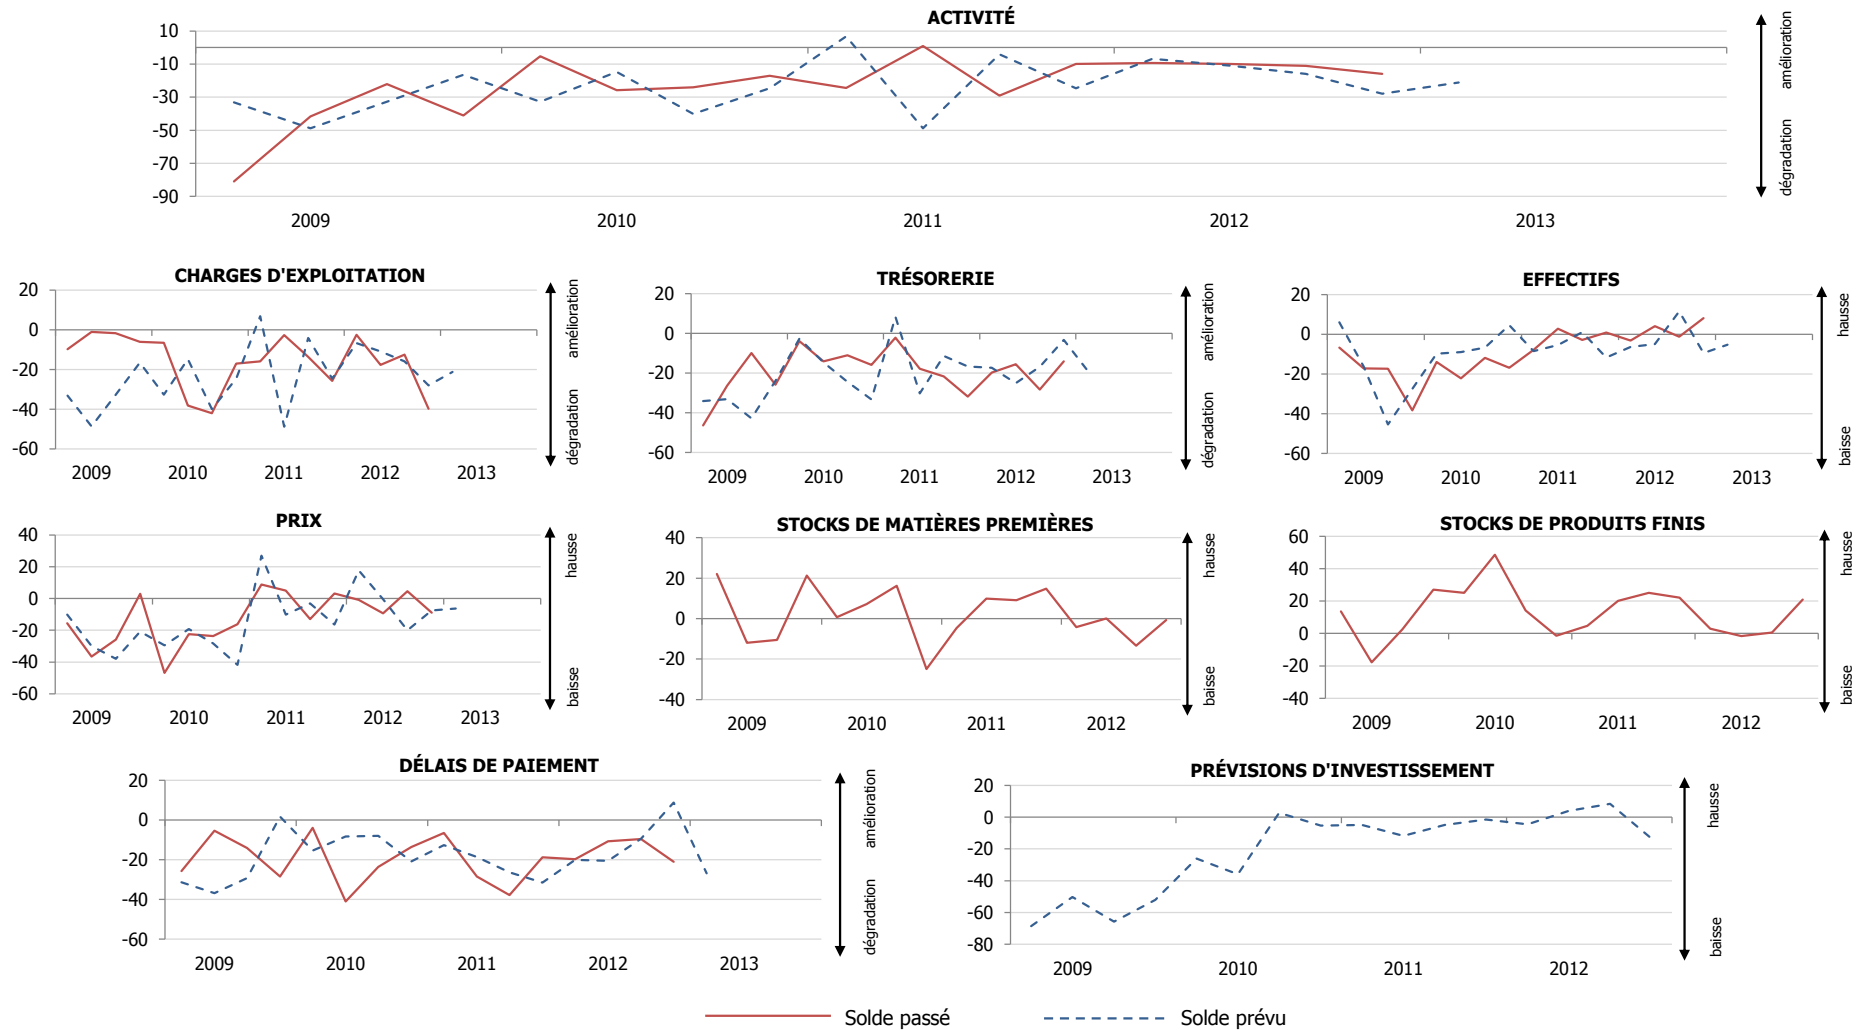 ACTIVITÉ
10
-10
-30
-50
-70
-90
2009 2010 2011 2012 2013
amélioration
dégradation
CHARGES D'EXPLOITATION
20
0
-20
-40
-60
2009 2010 2011 2012 2013
amélioration
dégradation
TRÉSORERIE
20
0
-20
-40
-60
2009 2010 2011 2012 2013
amélioration
dégradation
EFFECTIFS
20
0
-20
-40
-60
2009 2010 2011 2012 2013
hausse
baisse
PRIX
40
20
0
-20
-40
-60
2009 2010 2011 2012 2013
hausse
baisse
STOCKS DE MATIÈRES PREMIÈRES
40
20
0
-20
-40
2009 2010 2011 2012
hausse
baisse
STOCKS DE PRODUITS FINIS
60
40
20
0
-20
-40
2009 2010 2011 2012
hausse
baisse
DÉLAIS DE PAIEMENT
20
0
-20
-40
-60
2009 2010 2011 2012 2013
amélioration
dégradation
PRÉVISIONS D'INVESTISSEMENT
20
0
-20
-40
-60
-80
2009 2010 2011 2012
hausse
baisse
Solde passé Solde prévu